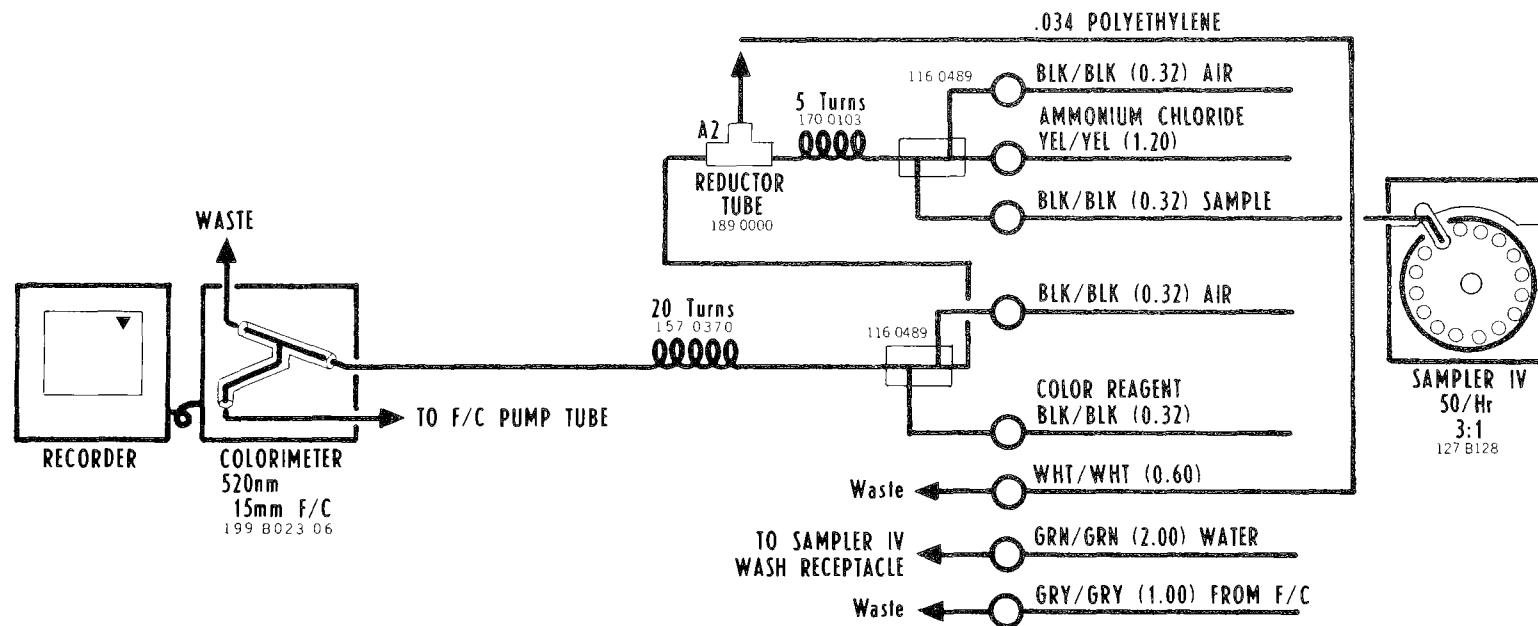 .034 POLYETHYLENE
116 0489
BLK/BLK (0.32) AIR
5 Turns
170 0103
AMMONIUM CHLORIDE
YEL/YEL (1.20)
A2
REDUCTOR
TUBE
189 0000
BLK/BLK (0.32) SAMPLE
WASTE
BLK/BLK (0.32) AIR
20 Turns
157 0370
116 0489
SAMPLER IV
50/Hr
3:1
127 B128
COLOR REAGENT
BLK/BLK (0.32)
TO F/C PUMP TUBE
RECORDER
COLORIMETER
520nm
15mm F/C
199 B023 06
WHT/WHT (0.60)
Waste
GRN/GRN (2.00) WATER
TO SAMPLER IV
WASH RECEPTACLE
GRY/GRY (1.00) FROM F/C
Waste